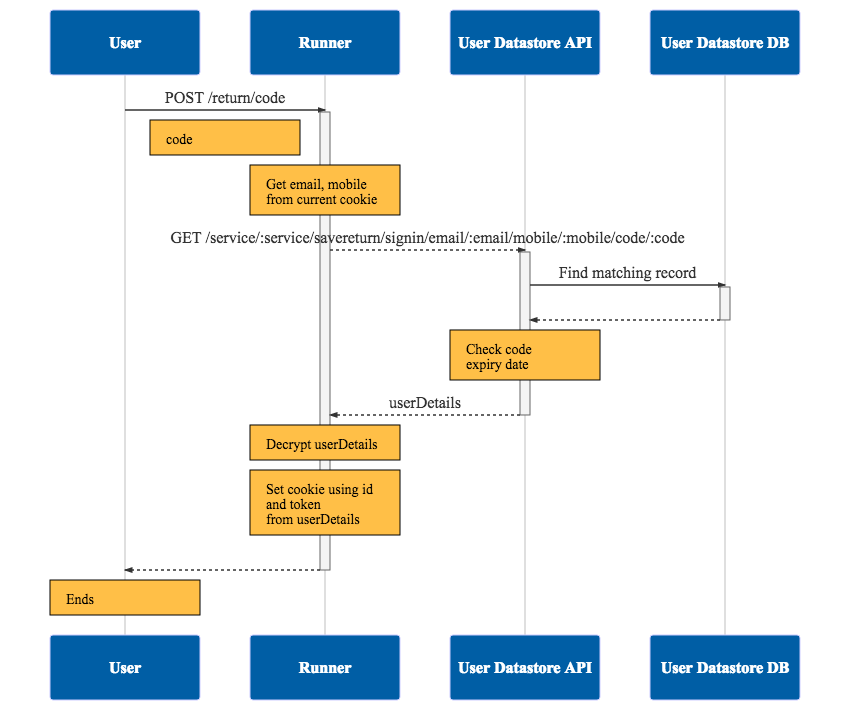 User
Runner
User Datastore API
User Datastore DB
POST /return/code
code
Get email, mobile
from current cookie
GET /service/:service/savereturn/signin/email/:email/mobile/:mobile/code/:code
Find matching record
Check code
expiry date
userDetails
Decrypt userDetails
Set cookie using id
and token
from userDetails
Ends
User
Runner
User Datastore API
User Datastore DB